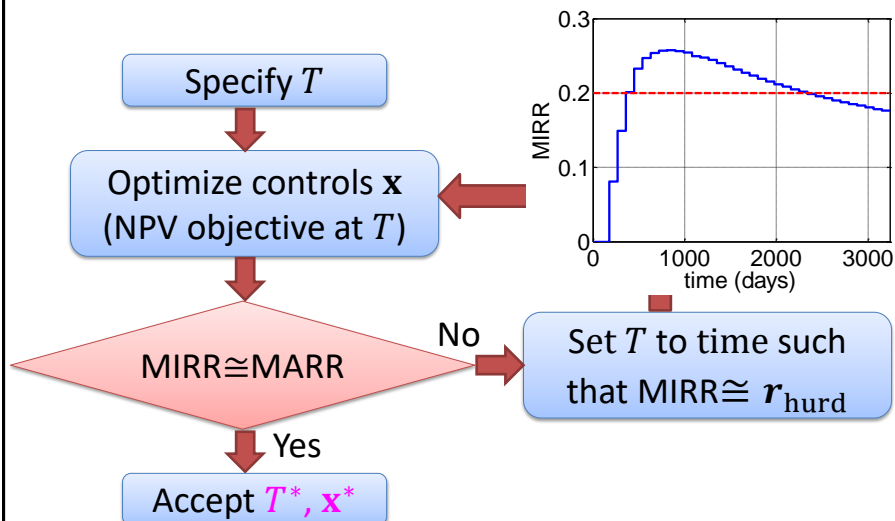 Specify T
Optimize controls x
(NPV objective at T)
MIRR≅MARR
No
Yes
Accept T*, x*
0.3
0.2
0.1
0
MIRR
0
1000
2000
3000
time (days)
Set T to time such
that MIRR≅ r_hurd